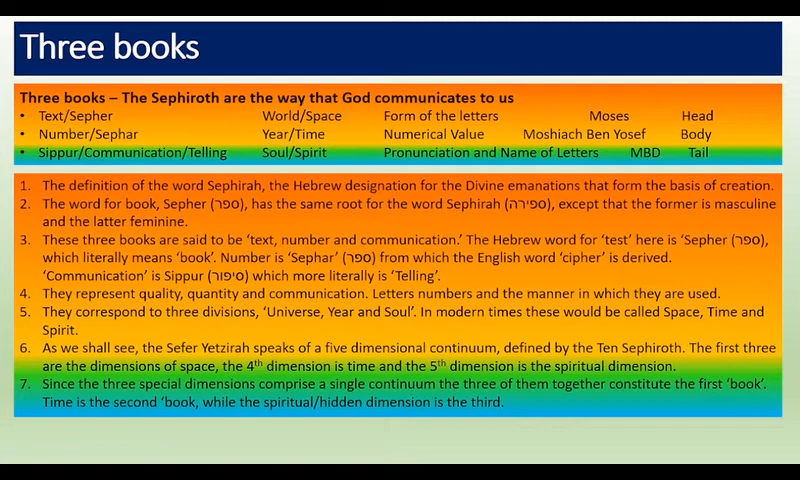 Three books
Three books – The Sephiroth are the way that God communicates to us
• Text/Sepher World/Space Form of the letters Moses Head
• Number/Sephar Year/Time Numerical Value Moshiach Ben Yosef Body
• Sippur/Communication/Telling Soul/Spirit Pronunciation and Name of Letters MBD Tail
1. The definition of the word Sephirah, the Hebrew designation for the Divine emanations that form the basis of creation.
2. The word for book, Sepher (ספר), has the same root for the word Sephirah (ספירה), except that the former is masculine
and the latter feminine.
3. These three books are said to be ‘text, number and communication.’ The Hebrew word for ‘test’ here is ‘Sepher (ספר),
which literally means ‘book’. Number is ‘Sephar’ (ספר) from which the English word ‘cipher’ is derived.
‘Communication’ is Sippur (סיפור) which more literally is ‘Telling’.
4. They represent quality, quantity and communication. Letters numbers and the manner in which they are used.
5. They correspond to three divisions, ‘Universe, Year and Soul’. In modern times these would be called Space, Time and
Spirit.
6. As we shall see, the Sefer Yetzirah speaks of a five dimensional continuum, defined by the Ten Sephiroth. The first three
are the dimensions of space, the 4th dimension is time and the 5th dimension is the spiritual dimension.
7. Since the three special dimensions comprise a single continuum the three of them together constitute the first ‘book’.
Time is the second ‘book, while the spiritual/hidden dimension is the third.